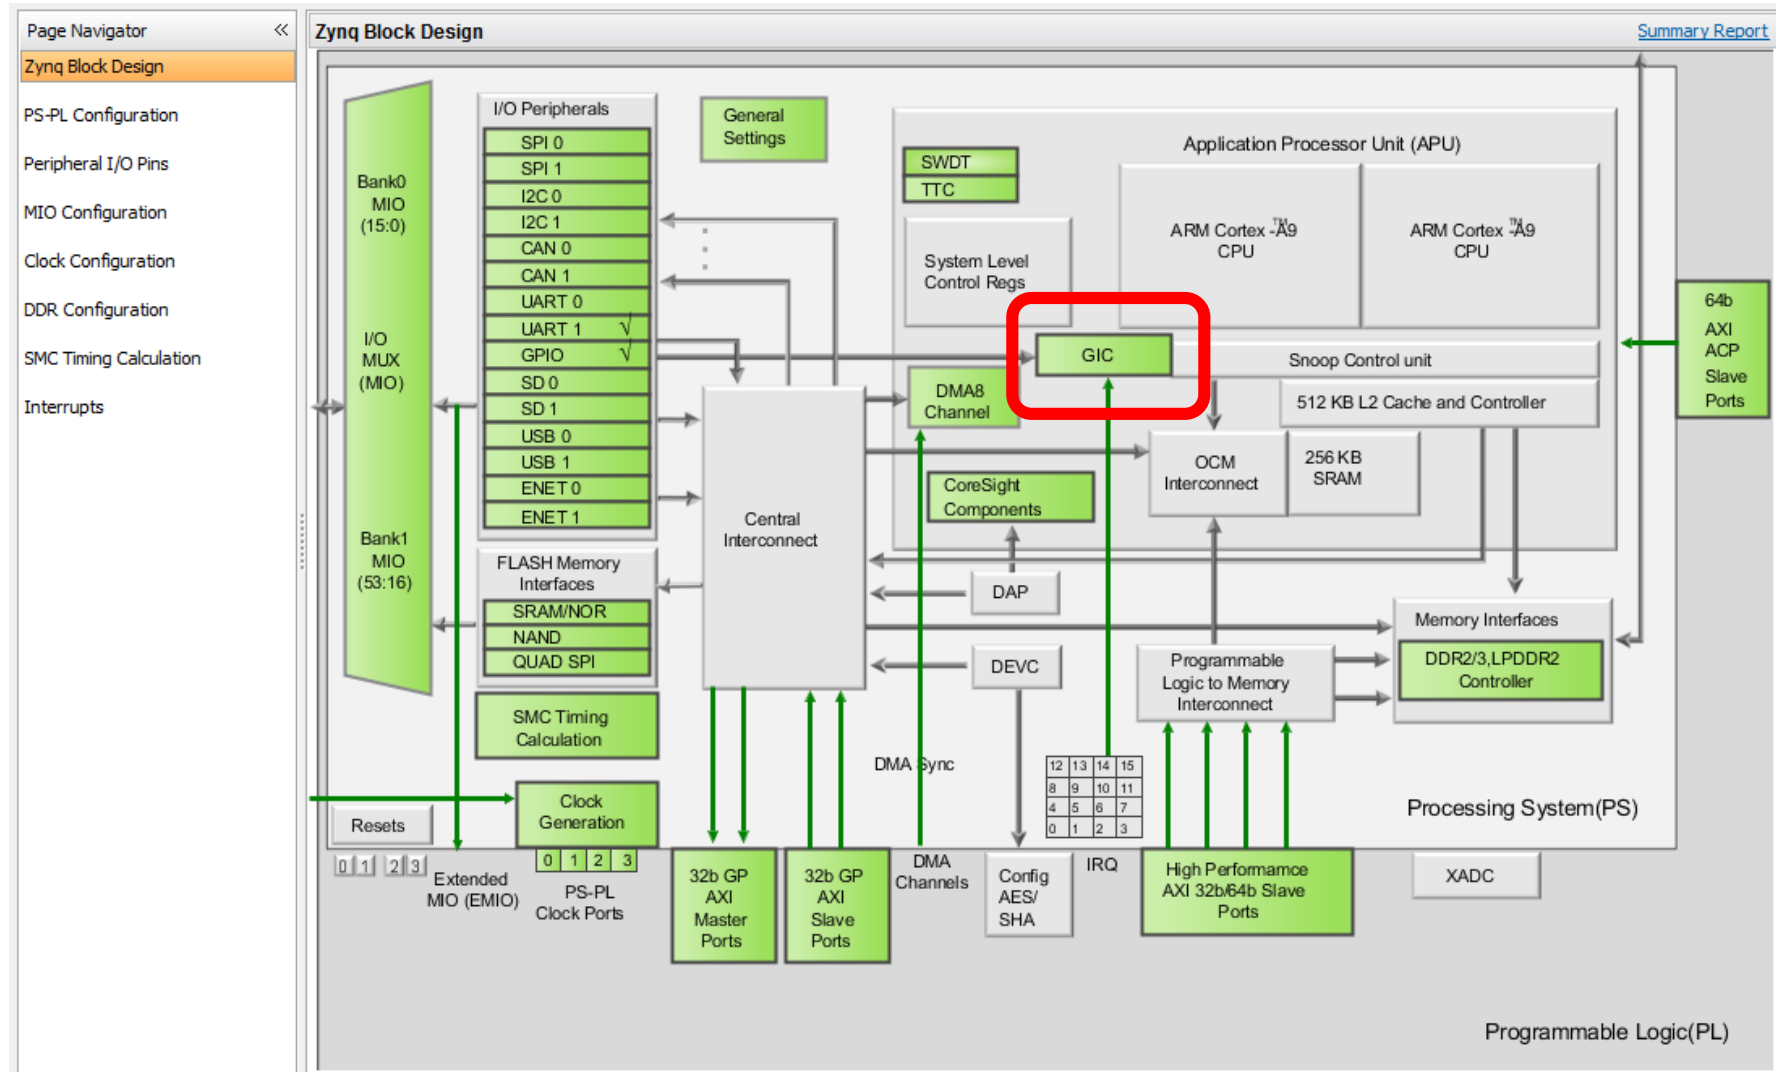 Page Navigator «
Zynq Block Design
PS-PL Configuration
Peripheral I/O Pins
MIO Configuration
Clock Configuration
DDR Configuration
SMC Timing Calculation
Interrupts
Zynq Block Design
Summary Report
Bank0
MIO
(15:0)
I/O
MUX
(MIO)
Bank1
MIO
(53:16)
I/O Peripherals
SPI 0
SPI 1
I2C 0
I2C 1
CAN 0
CAN 1
UART 0
UART 1 √
GPIO √
SD 0
SD 1
USB 0
USB 1
ENET 0
ENET 1
FLASH Memory
Interfaces
SRAM/NOR
NAND
QUAD SPI
SMC Timing
Calculation
General
Settings
Application Processor Unit (APU)
SWDT
TTC
System Level
Control Regs
ARM Cortex™-A9
CPU
ARM Cortex™-A9
CPU
GIC
Snoop Control unit
DMA8
Channel
512 KB L2 Cache and Controller
OCM
Interconnect
256 KB
SRAM
CoreSight
Components
Central
Interconnect
DAP
DEVC
Programmable
Logic to Memory
Interconnect
Memory Interfaces
DDR2/3,LPDDR2
Controller
64b
AXI
ACP
Slave
Ports
DMA Sync
12 13 14 15
8 9 10 11
4 5 6 7
0 1 2 3
Processing System(PS)
Resets
0 1 2 3
Clock
Generation
0 1 2 3
Extended
MIO (EMIO)
PS-PL
Clock Ports
32b GP
AXI
Master
Ports
32b GP
AXI
Slave
Ports
DMA
Channels
Config
AES/
SHA
IRQ
High Performamce
AXI 32b/64b Slave
Ports
XADC
Programmable Logic(PL)